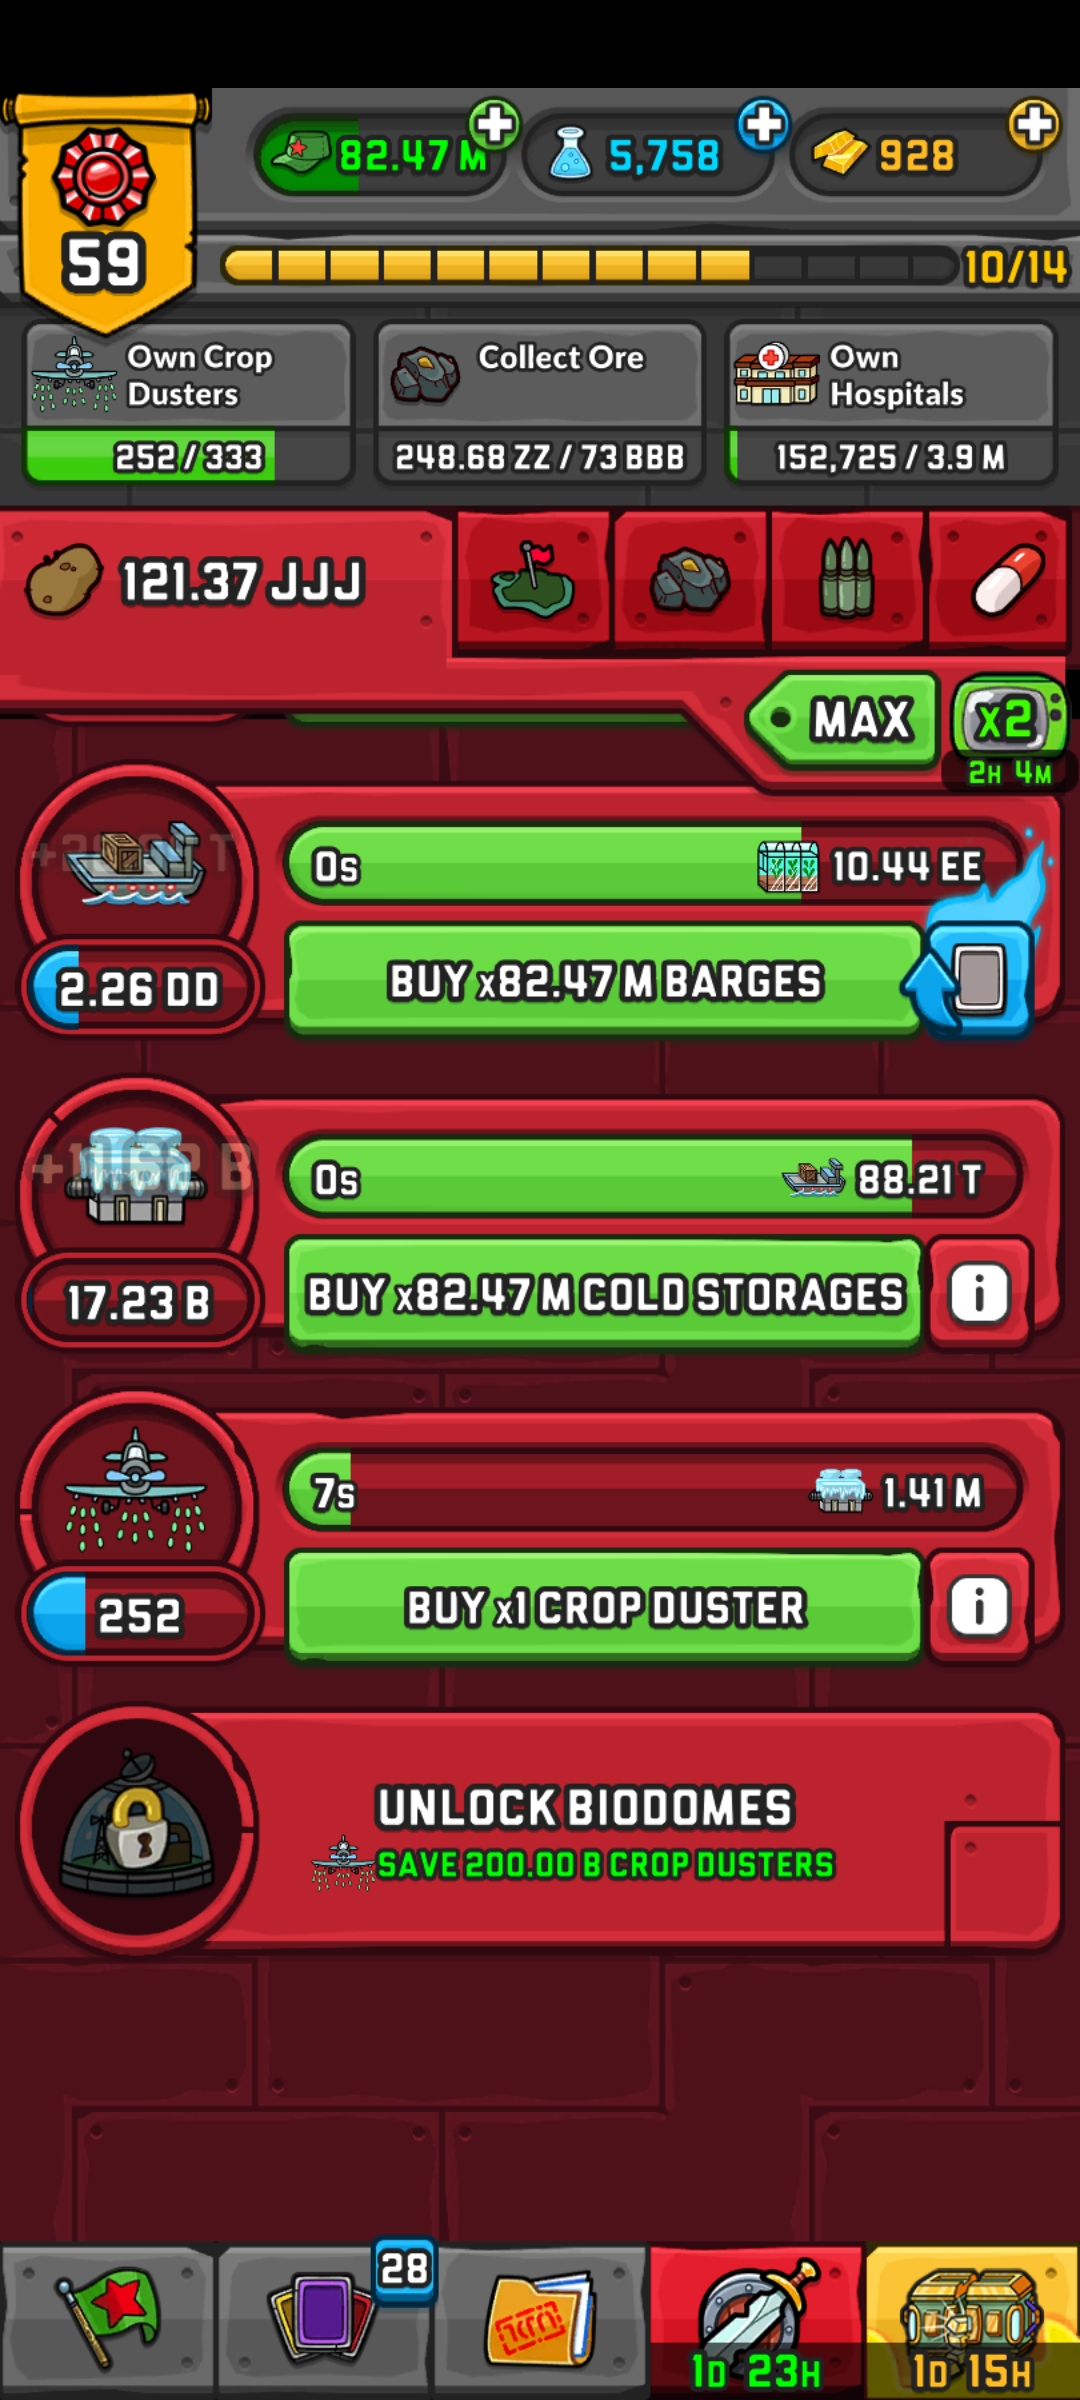 59
82.47 M
5,758
928
10/14
Own Crop
Dusters
252/333
Collect Ore
248.68 ZZ/73 BBB
Own
Hospitals
152,725/3.9 M
121.37 JJJ
MAX
x2
2H 4M
0s
10.44 EE
2.26 DD
BUY x82.47 M BARGES
0s
88.21 T
17.23 B
BUY x82.47 M COLD STORAGES
i
7s
1.41 M
252
BUY x1 CROP DUSTER
i
UNLOCK BIODOMES
SAVE 200.00 B CROP DUSTERS
28
1D 23H
1D 15H